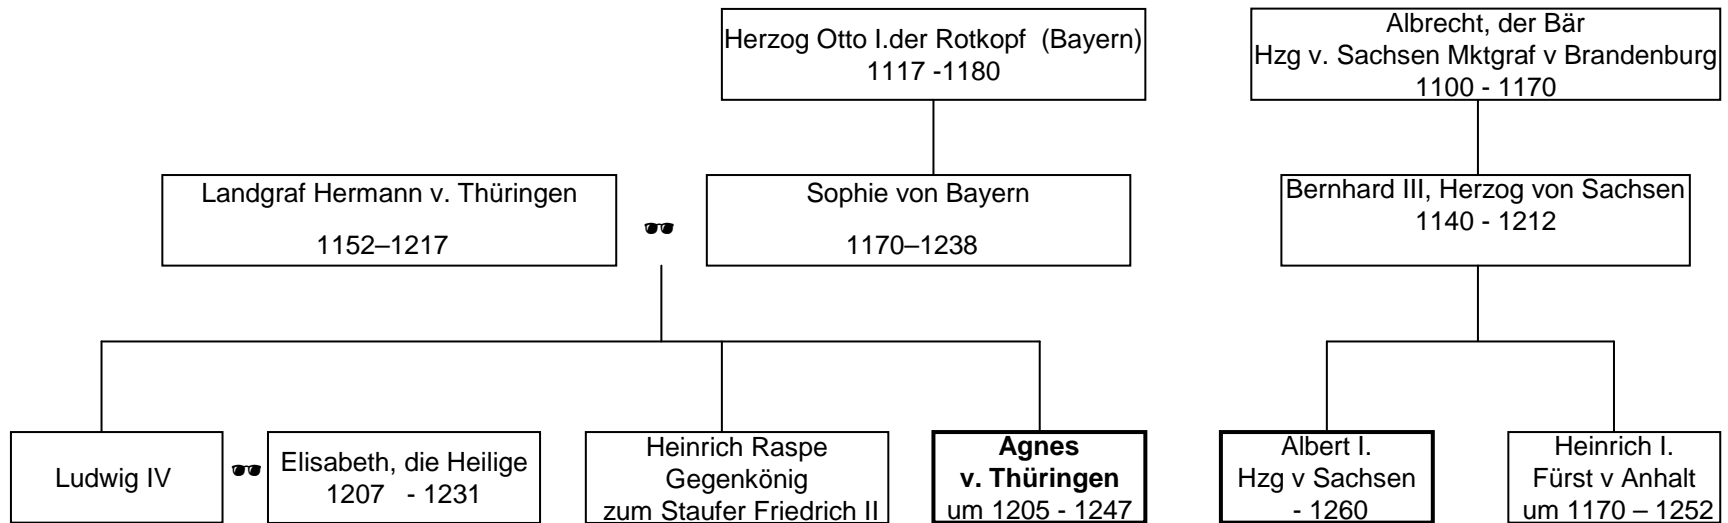 Herzog Otto I.der Rotkopf (Bayern)
1117 -1180
Albrecht, der Bär
Hzg v. Sachsen Mktgraf v Brandenburg
1100 - 1170
Landgraf Hermann v. Thüringen
1152–1217
Sophie von Bayern
1170–1238
Bernhard III, Herzog von Sachsen
1140 - 1212
Ludwig IV
Elisabeth, die Heilige
1207 - 1231
Heinrich Raspe
Gegenkönig
zum Staufer Friedrich II
Agnes
v. Thüringen
um 1205 - 1247
Albert I.
Hzg v Sachsen
- 1260
Heinrich I.
Fürst v Anhalt
um 1170 – 1252